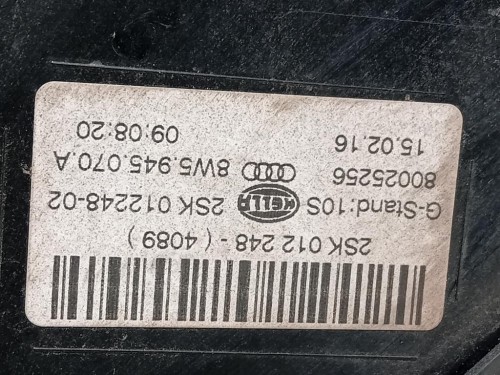 2SK 012 248 - ( 4089 )
G-Stand:10S HELLA 2SK 012248-02
80025256 8W5.945.070.A
15.02.16 09:08:20